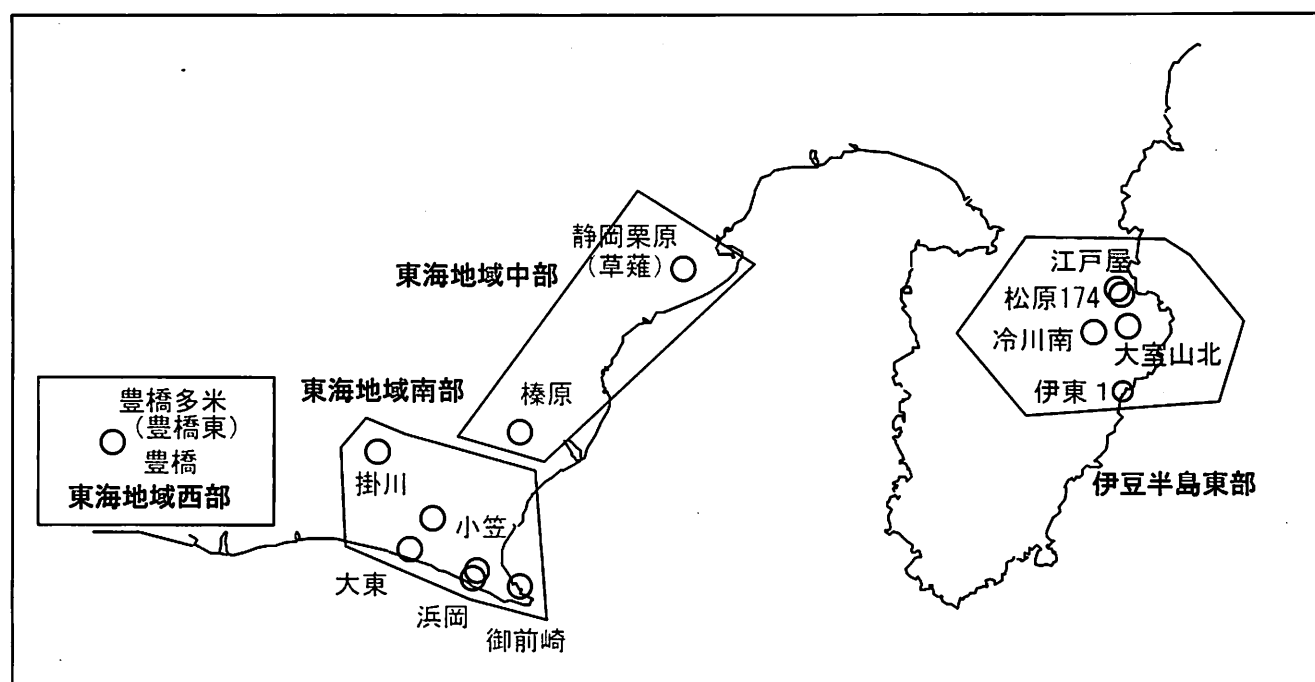 静岡栗原
（草薙）
東海地域中部
榛原
東海地域南部
掛川
小笠
大東
浜岡
御前崎
豊橋多米
（豊橋東）
豊橋
東海地域西部
江戸屋
松原174
冷川南
大室山北
伊東1
伊豆半島東部